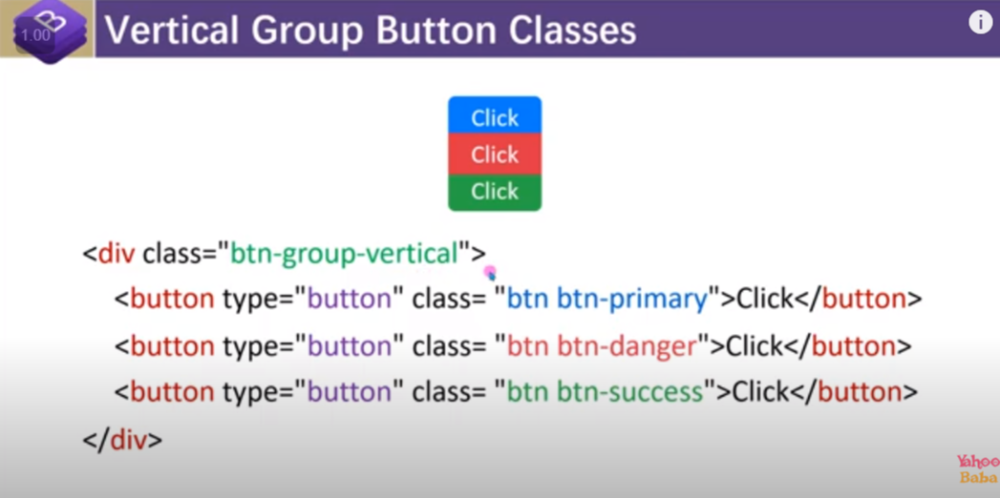 1.00
Vertical Group Button Classes
i
Click
Click
Click
<div class="btn-group-vertical">
<button type="button" class= "btn btn-primary">Click</button>
<button type="button" class= "btn btn-danger">Click</button>
<button type="button" class= "btn btn-success">Click</button>
</div>
Yahoo
Baba